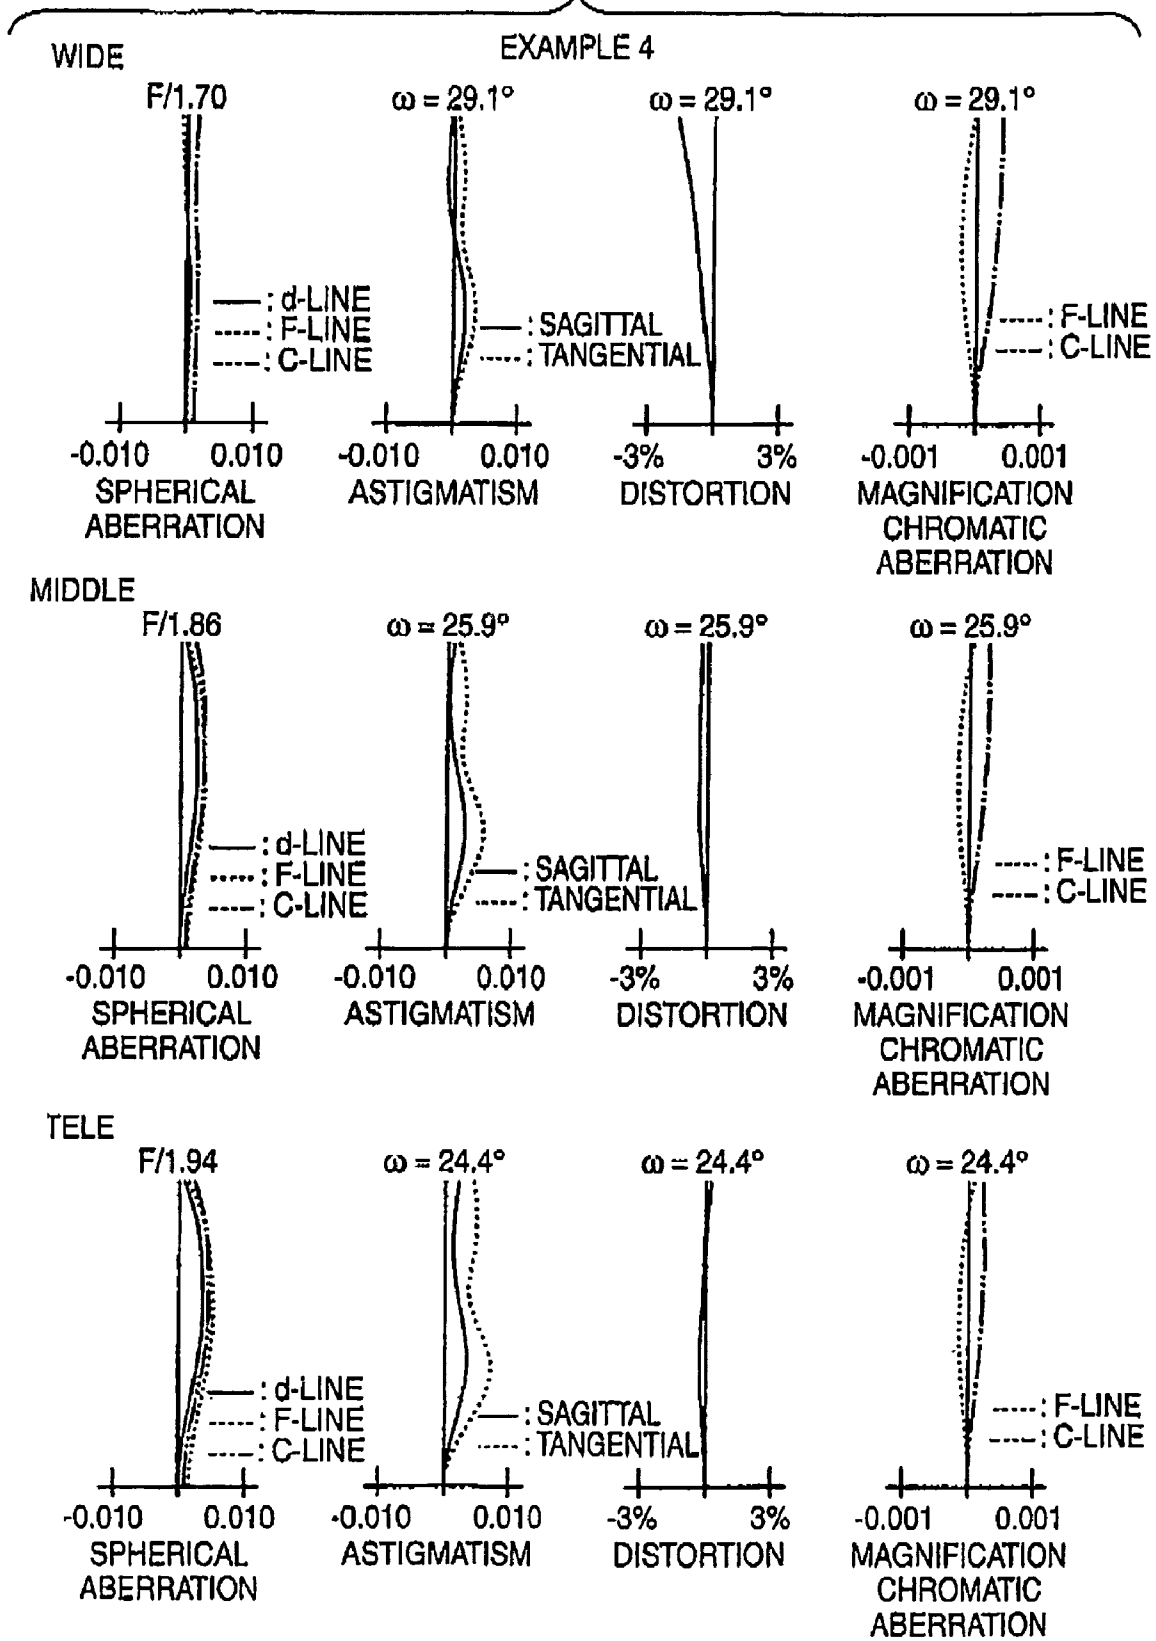 EXAMPLE 4
WIDE
F/1.70 ω = 29.1° ω = 29.1° ω = 29.1°
: d-LINE
: F-LINE
: C-LINE
: SAGITTAL
: TANGENTIAL
: F-LINE
: C-LINE
-0.010 0.010 -0.010 0.010 -3% 3% -0.001 0.001
SPHERICAL ABERRATION
ASTIGMATISM
DISTORTION
MAGNIFICATION CHROMATIC ABERRATION
MIDDLE
F/1.86 ω = 25.9° ω = 25.9° ω = 25.9°
: d-LINE
: F-LINE
: C-LINE
: SAGITTAL
: TANGENTIAL
: F-LINE
: C-LINE
-0.010 0.010 -0.010 0.010 -3% 3% -0.001 0.001
SPHERICAL ABERRATION
ASTIGMATISM
DISTORTION
MAGNIFICATION CHROMATIC ABERRATION
TELE
F/1.94 ω = 24.4° ω = 24.4° ω = 24.4°
: d-LINE
: F-LINE
: C-LINE
: SAGITTAL
: TANGENTIAL
: F-LINE
: C-LINE
-0.010 0.010 -0.010 0.010 -3% 3% -0.001 0.001
SPHERICAL ABERRATION
ASTIGMATISM
DISTORTION
MAGNIFICATION CHROMATIC ABERRATION